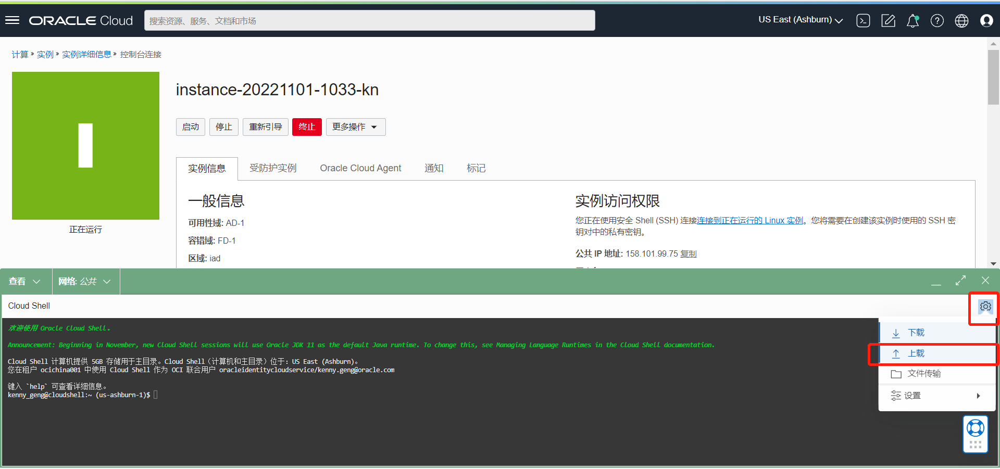 ORACLE Cloud
搜索资源、服务、文档和市场
US East (Ashburn)
计算 » 实例 » 实例详细信息 » 控制台连接
正在运行
instance-20221101-1033-kn
启动 停止 重新引导 终止 更多操作
实例信息 受防护实例 Oracle Cloud Agent 通知 标记
一般信息
可用性域: AD-1
容错域: FD-1
区域: iad
实例访问权限
您正在使用安全 Shell (SSH) 连接连接到正在运行的 Linux 实例。您将需要在创建该实例时使用的 SSH 密
钥对中的私有密钥。
公共 IP 地址: 158.101.99.75 复制
查看 网络: 公共
Cloud Shell
欢迎使用 Oracle Cloud Shell。
Announcement: Beginning in November, new Cloud Shell sessions will use Oracle JDK 11 as the default Java runtime. To change this, see Managing Language Runtimes in the Cloud Shell documentation.
Cloud Shell 计算机提供 5GB 存储用于主目录。Cloud Shell（计算机和主目录）位于: US East (Ashburn)。
您在租户 ocichina001 中使用 Cloud Shell 作为 OCI 联合用户 oracleidentitycloudservice/kenny.geng@oracle.com
键入 `help` 可查看详细信息。
kenny_geng@cloudshell:~ (us-ashburn-1)$
下载
上载
文件传输
设置